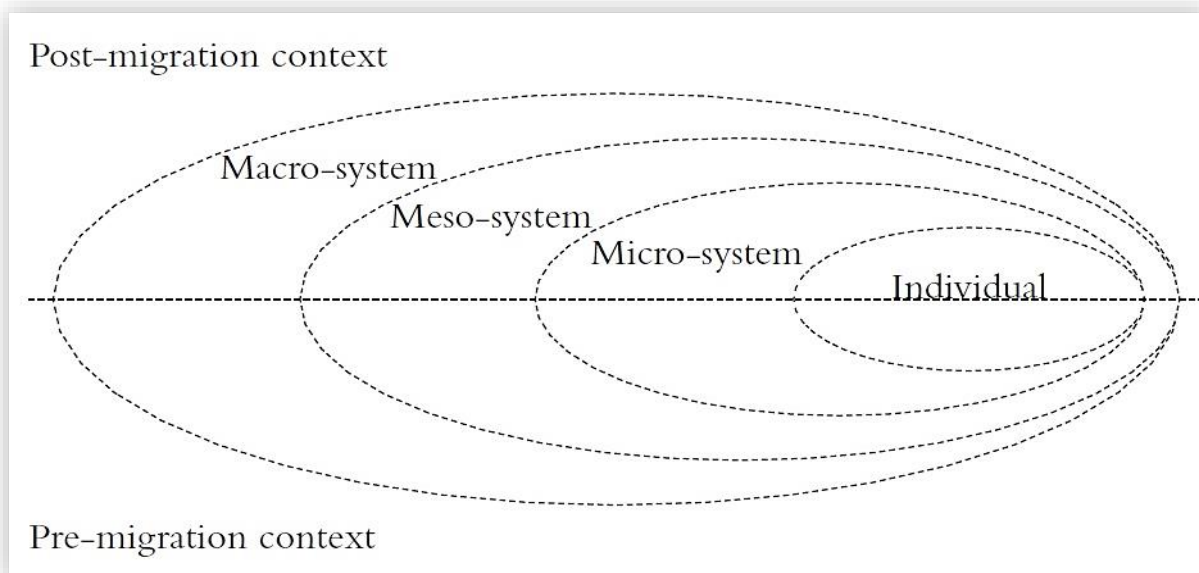 Post-migration context
Macro-system
Meso-system
Micro-system
Individual
Pre-migration context